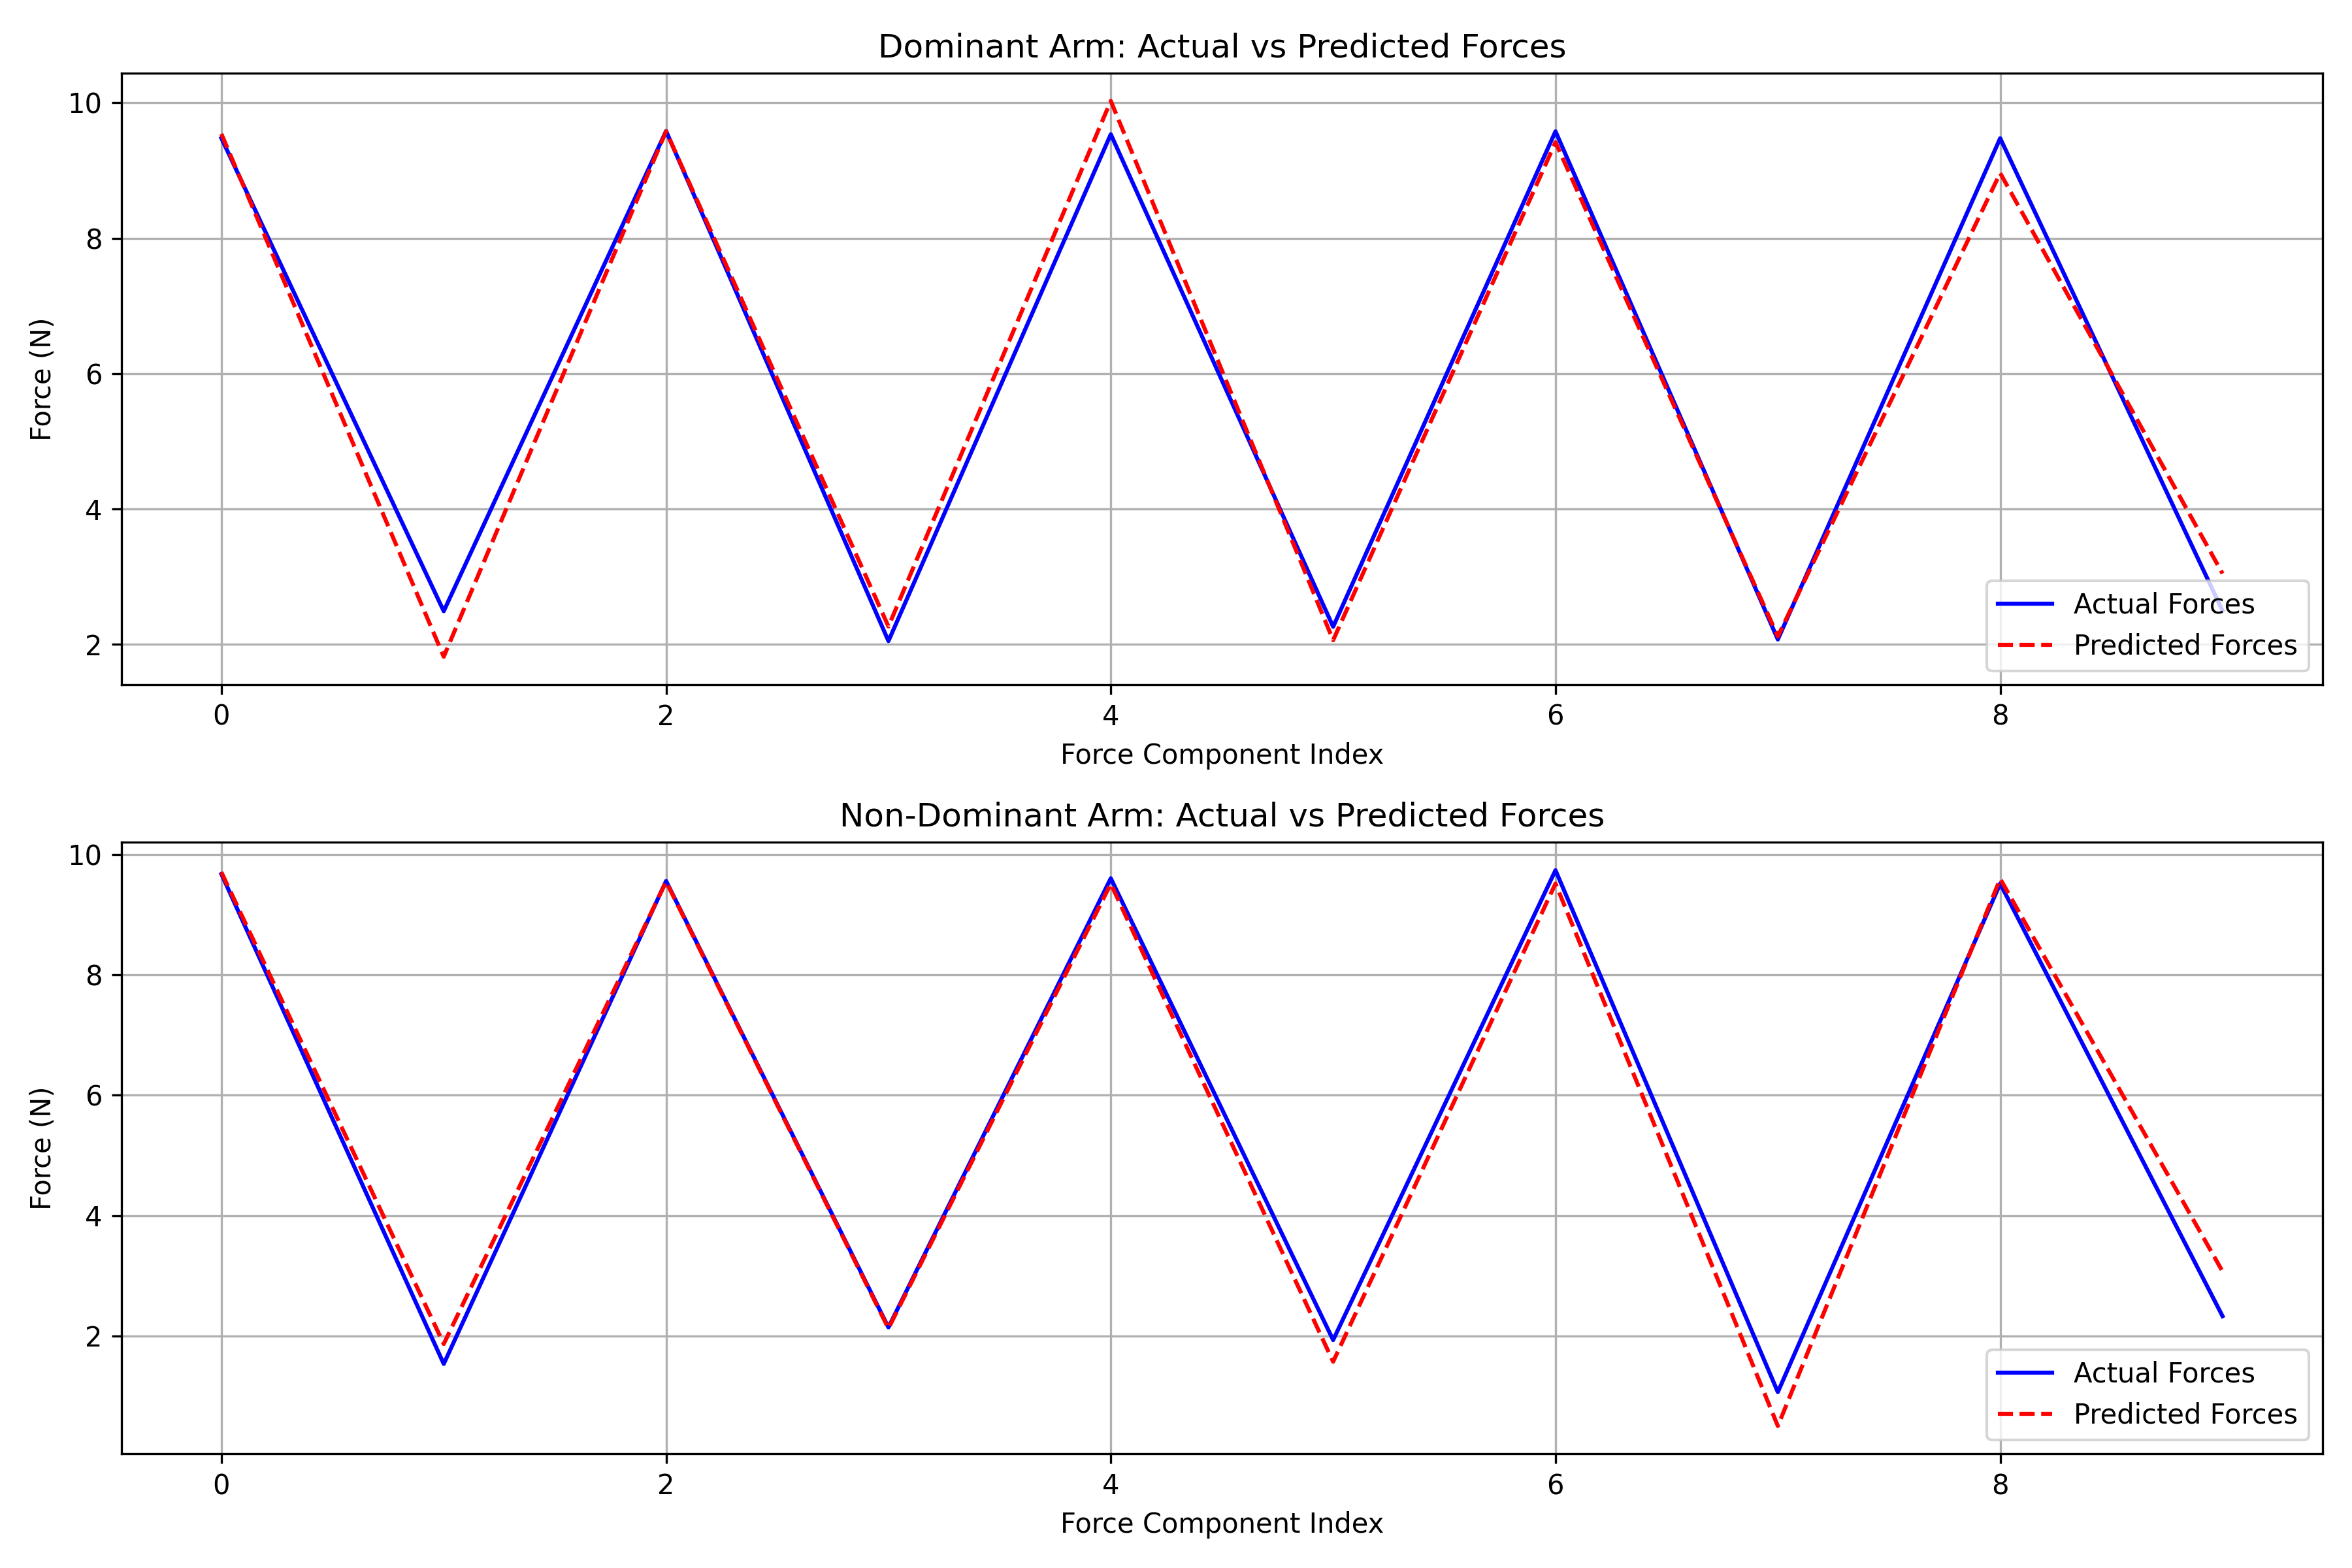 Dominant Arm: Actual vs Predicted Forces
10
8
6
4
2
Force (N)
0 2 4 6 8
Force Component Index
Actual Forces
Predicted Forces
Non-Dominant Arm: Actual vs Predicted Forces
10
8
6
4
2
Force (N)
0 2 4 6 8
Force Component Index
Actual Forces
Predicted Forces